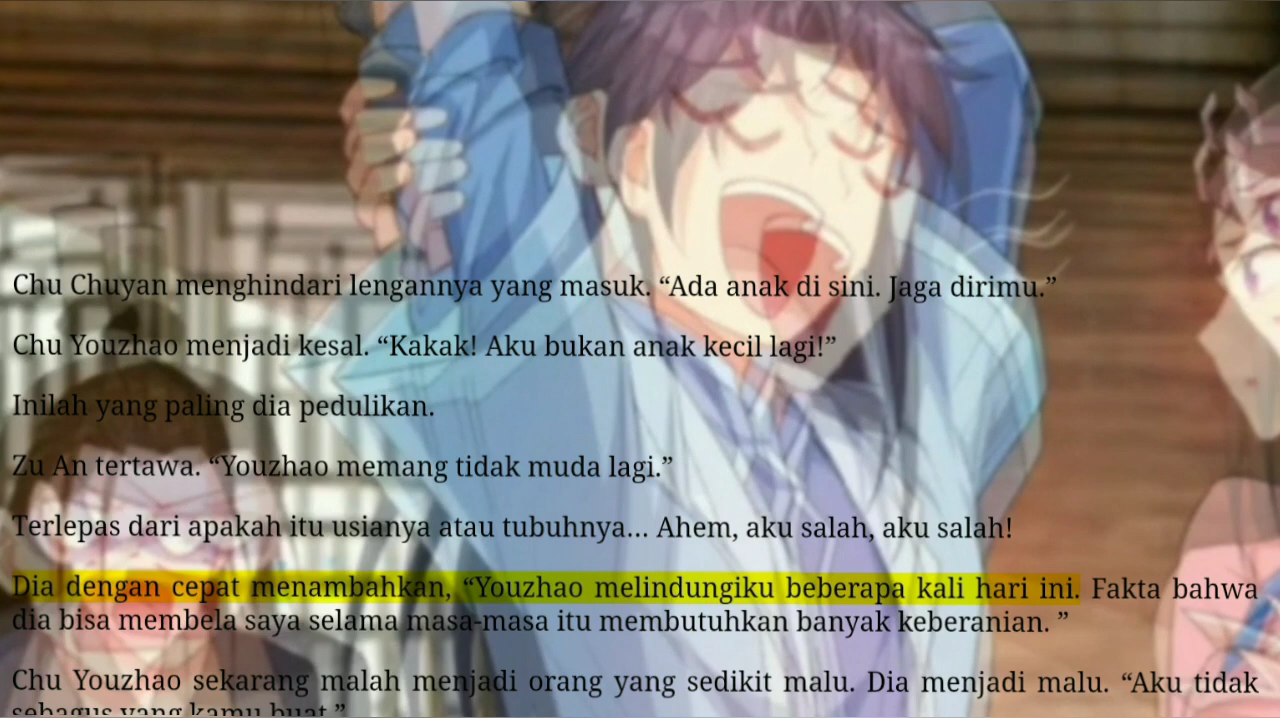 Chu Chuyan menghindari lengannya yang masuk. “Ada anak di sini. Jaga dirimu.”
Chu Youzhao menjadi kesal. “Kakak! Aku bukan anak kecil lagi!”
Inilah yang paling dia pedulikan.
Zu An tertawa. “Youzhao memang tidak muda lagi.”
Terlepas dari apakah itu usianya atau tubuhnya… Ahem, aku salah, aku salah!
Dia dengan cepat menambahkan, “Youzhao melindungiku beberapa kali hari ini. Fakta bahwa
dia bisa membela saya selama masa-masa itu membutuhkan banyak keberanian. ”
Chu Youzhao sekarang malah menjadi orang yang sedikit malu. Dia menjadi malu. “Aku tidak
sebagus yang kamu buat.”